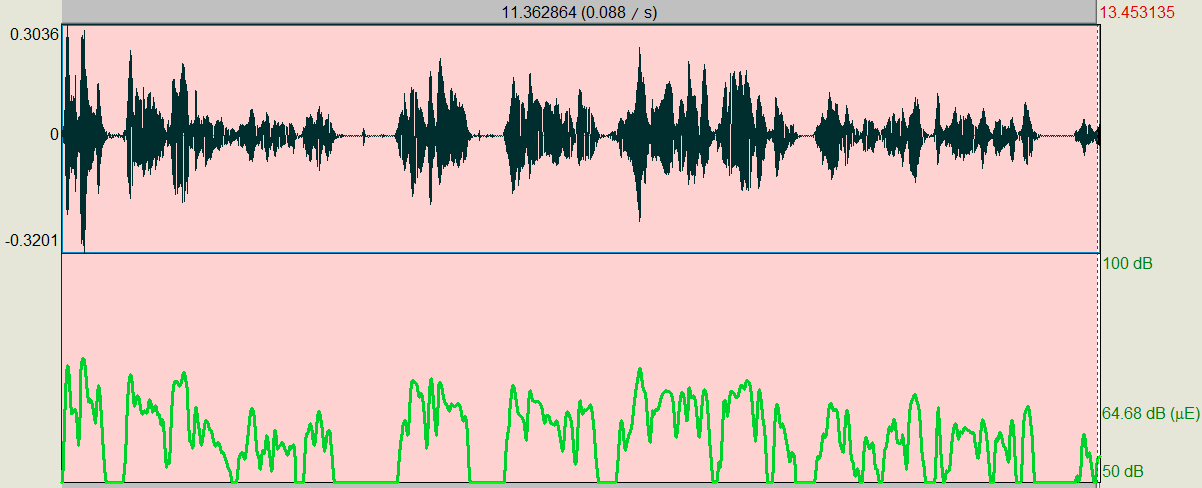 11.362864 (0.088 / s)
13.453135
0.3036
0
-0.3201
100 dB
64.68 dB (µE)
50 dB